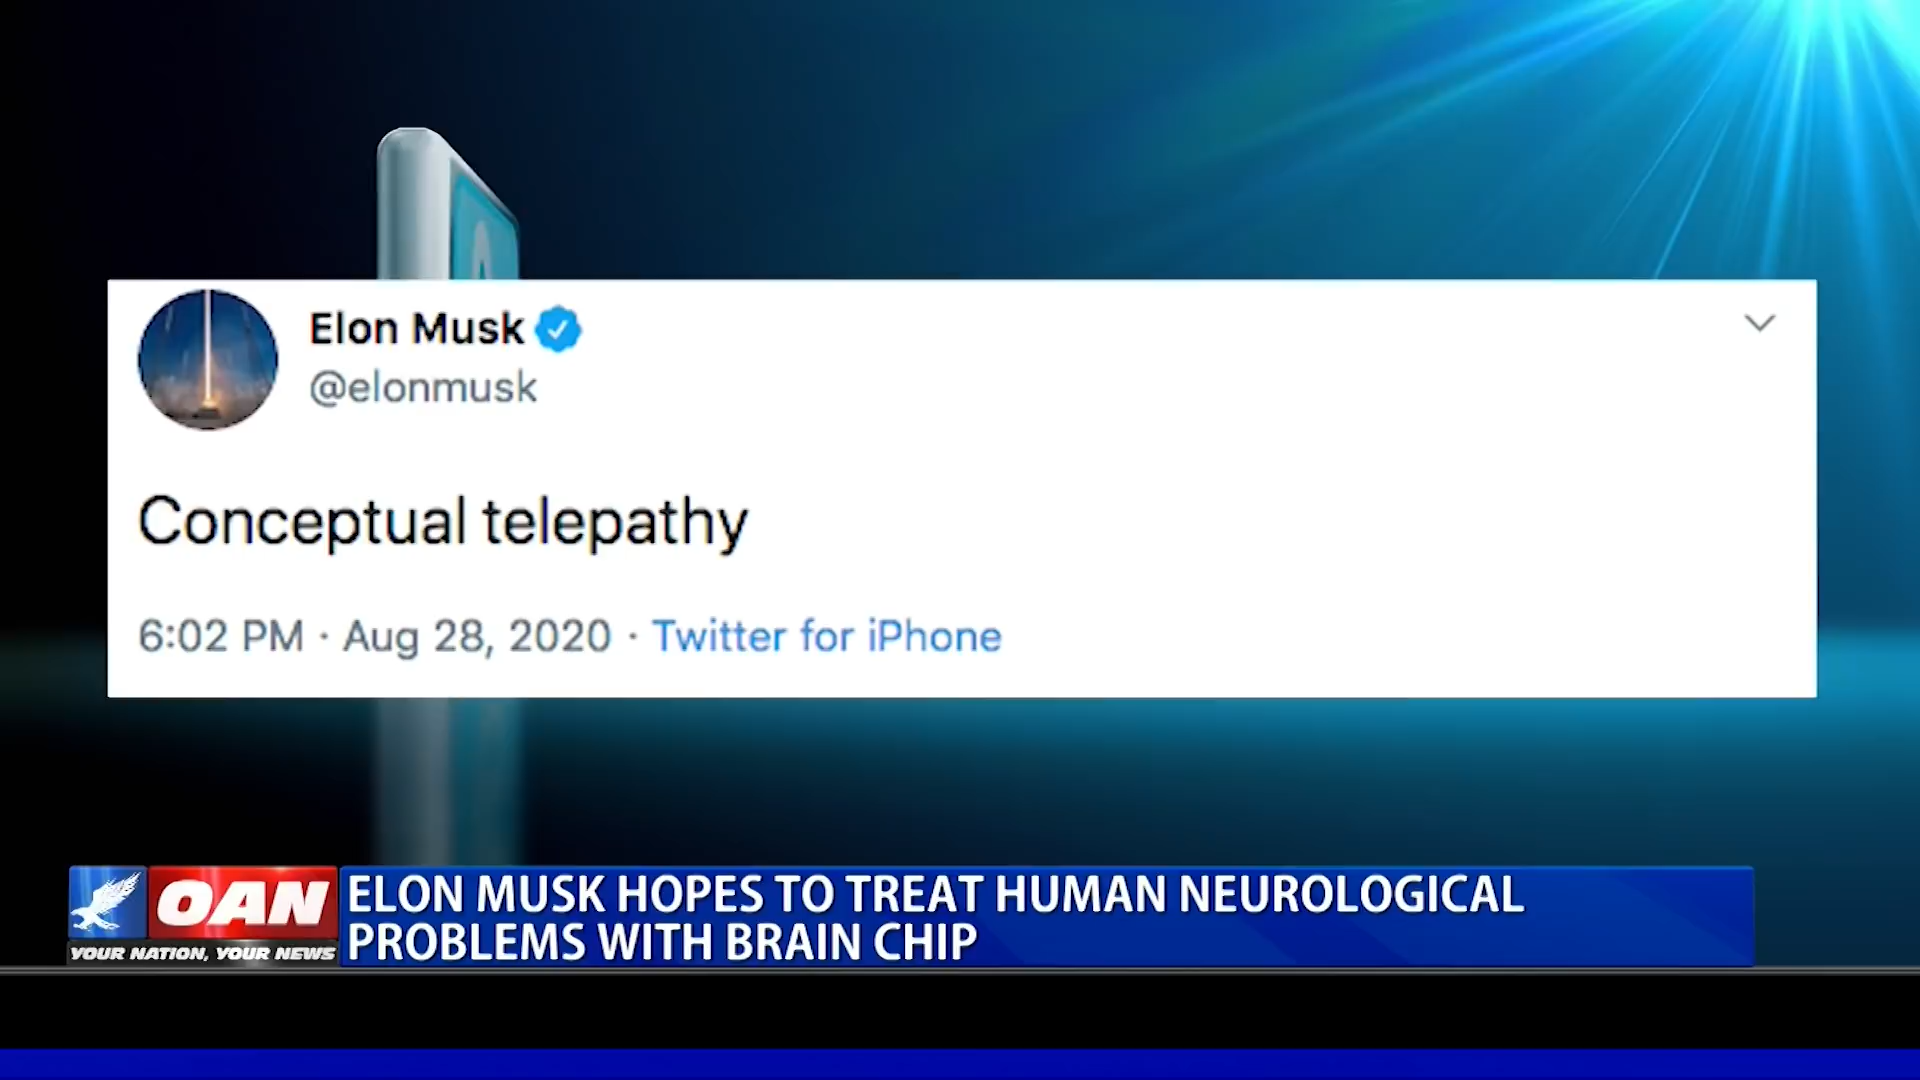 Elon Musk
@elonmusk
Conceptual telepathy
6:02 PM · Aug 28, 2020 · Twitter for iPhone
OAN
YOUR NATION, YOUR NEWS
ELON MUSK HOPES TO TREAT HUMAN NEUROLOGICAL
PROBLEMS WITH BRAIN CHIP